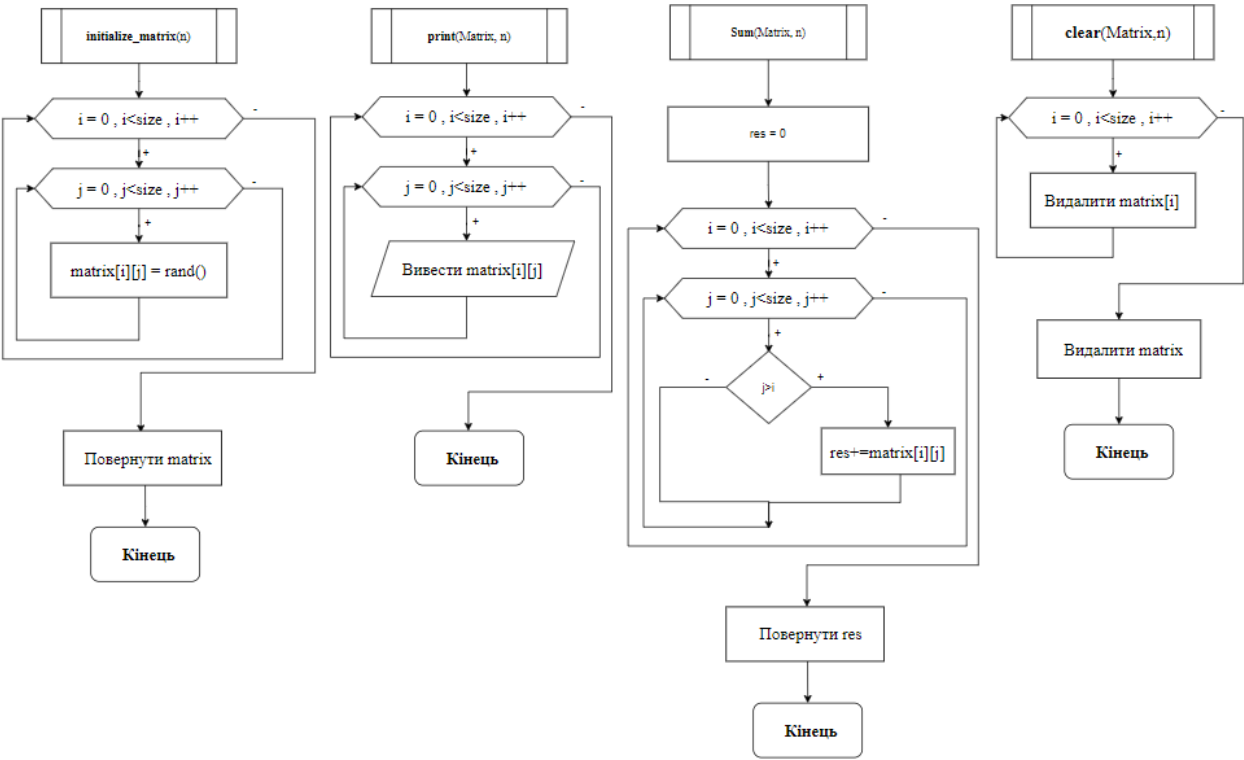 initialize_matrix(n)
i = 0 , i<size , i++
-
+
j = 0 , j<size , j++
-
+
matrix[i][j] = rand()
Повернути matrix
Кінець
print(Matrix, n)
i = 0 , i<size , i++
-
+
j = 0 , j<size , j++
-
+
Вивести matrix[i][j]
Кінець
Sum(Matrix, n)
res = 0
i = 0 , i<size , i++
-
+
j = 0 , j<size , j++
-
+
j>i
-
+
res+=matrix[i][j]
Повернути res
Кінець
clear(Matrix,n)
i = 0 , i<size , i++
-
+
Видалити matrix[i]
Видалити matrix
Кінець